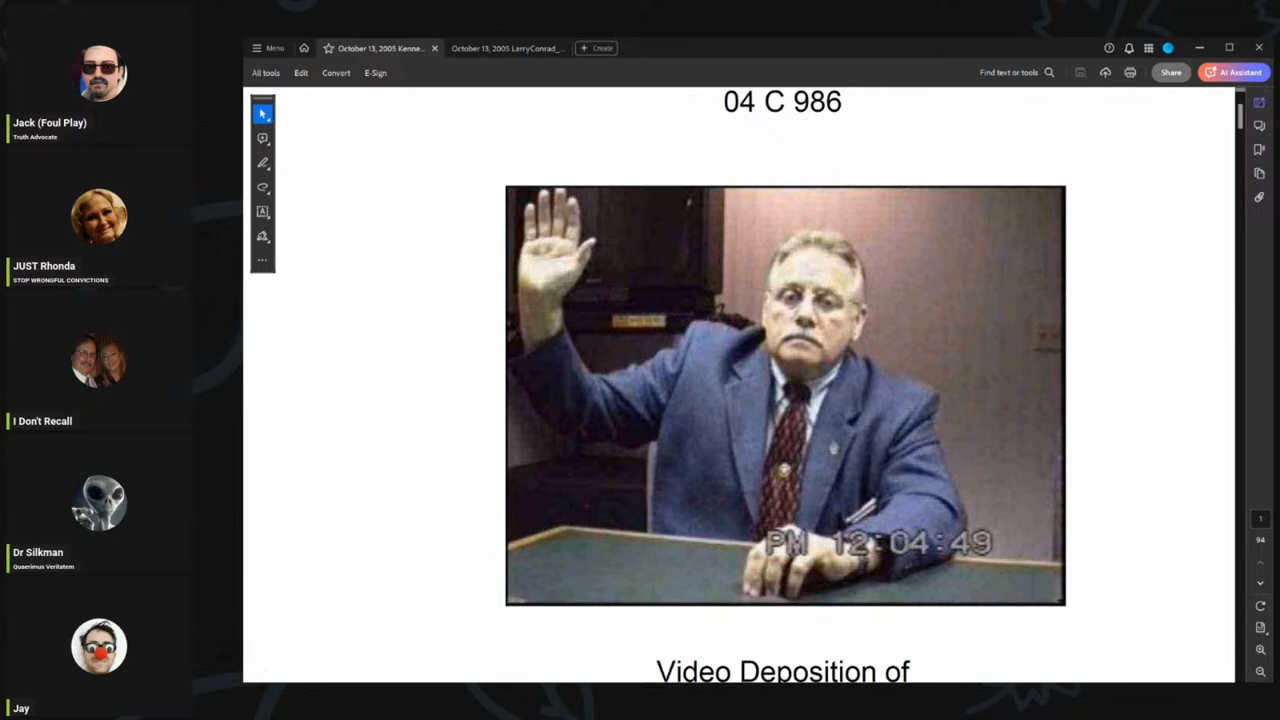 Jack (Foul Play)
Truth Advocate
JUST Rhonda
STOP WRONGFUL CONVICTIONS
I Don't Recall
Dr Silkman
Quaerimus Veritatem
Jay
Menu
October 13, 2005 Kenne...
October 13, 2005 LarryConrad_...
+ Create
All tools
Edit
Convert
E-Sign
Find text or tools
Share
AI Assistant
04 C 986
PM 12:04:49
Video Deposition of
1
94